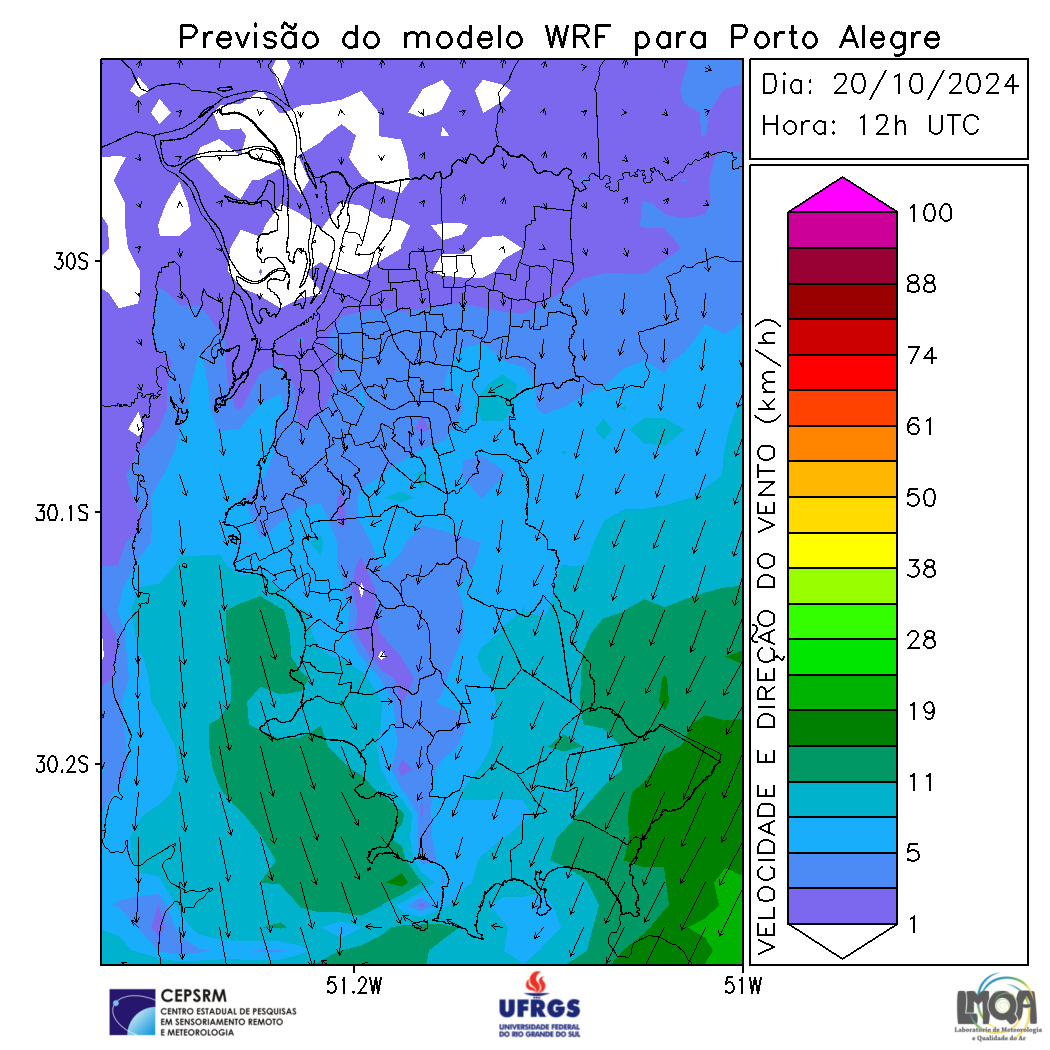 Previsão do modelo WRF para Porto Alegre
Dia: 20/10/2024
Hora: 12h UTC
30S
30.1S
30.2S
51.2W
51W
VELOCIDADE E DIREÇÃO DO VENTO (km/h)
100
88
74
61
50
38
28
19
11
5
1
CEPSRM
CENTRO ESTADUAL DE PESQUISAS
EM SENSORIAMENTO REMOTO
E METEOROLOGIA
UFRGS
UNIVERSIDADE FEDERAL
DO RIO GRANDE DO SUL
LMQA
Laboratório de Meteorologia
e Qualidade do Ar